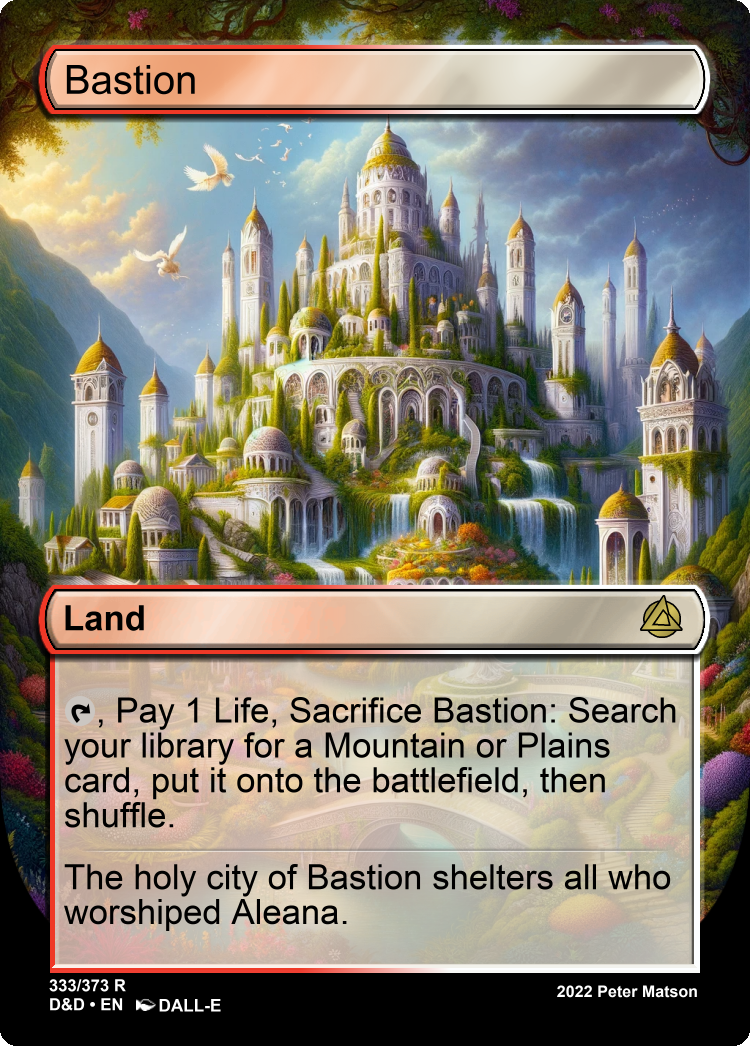 Bastion
Land
, Pay 1 Life, Sacrifice Bastion: Search
your library for a Mountain or Plains
card, put it onto the battlefield, then
shuffle.
The holy city of Bastion shelters all who
worshiped Aleana.
333/373 R
D&D • EN DALL-E
2022 Peter Matson